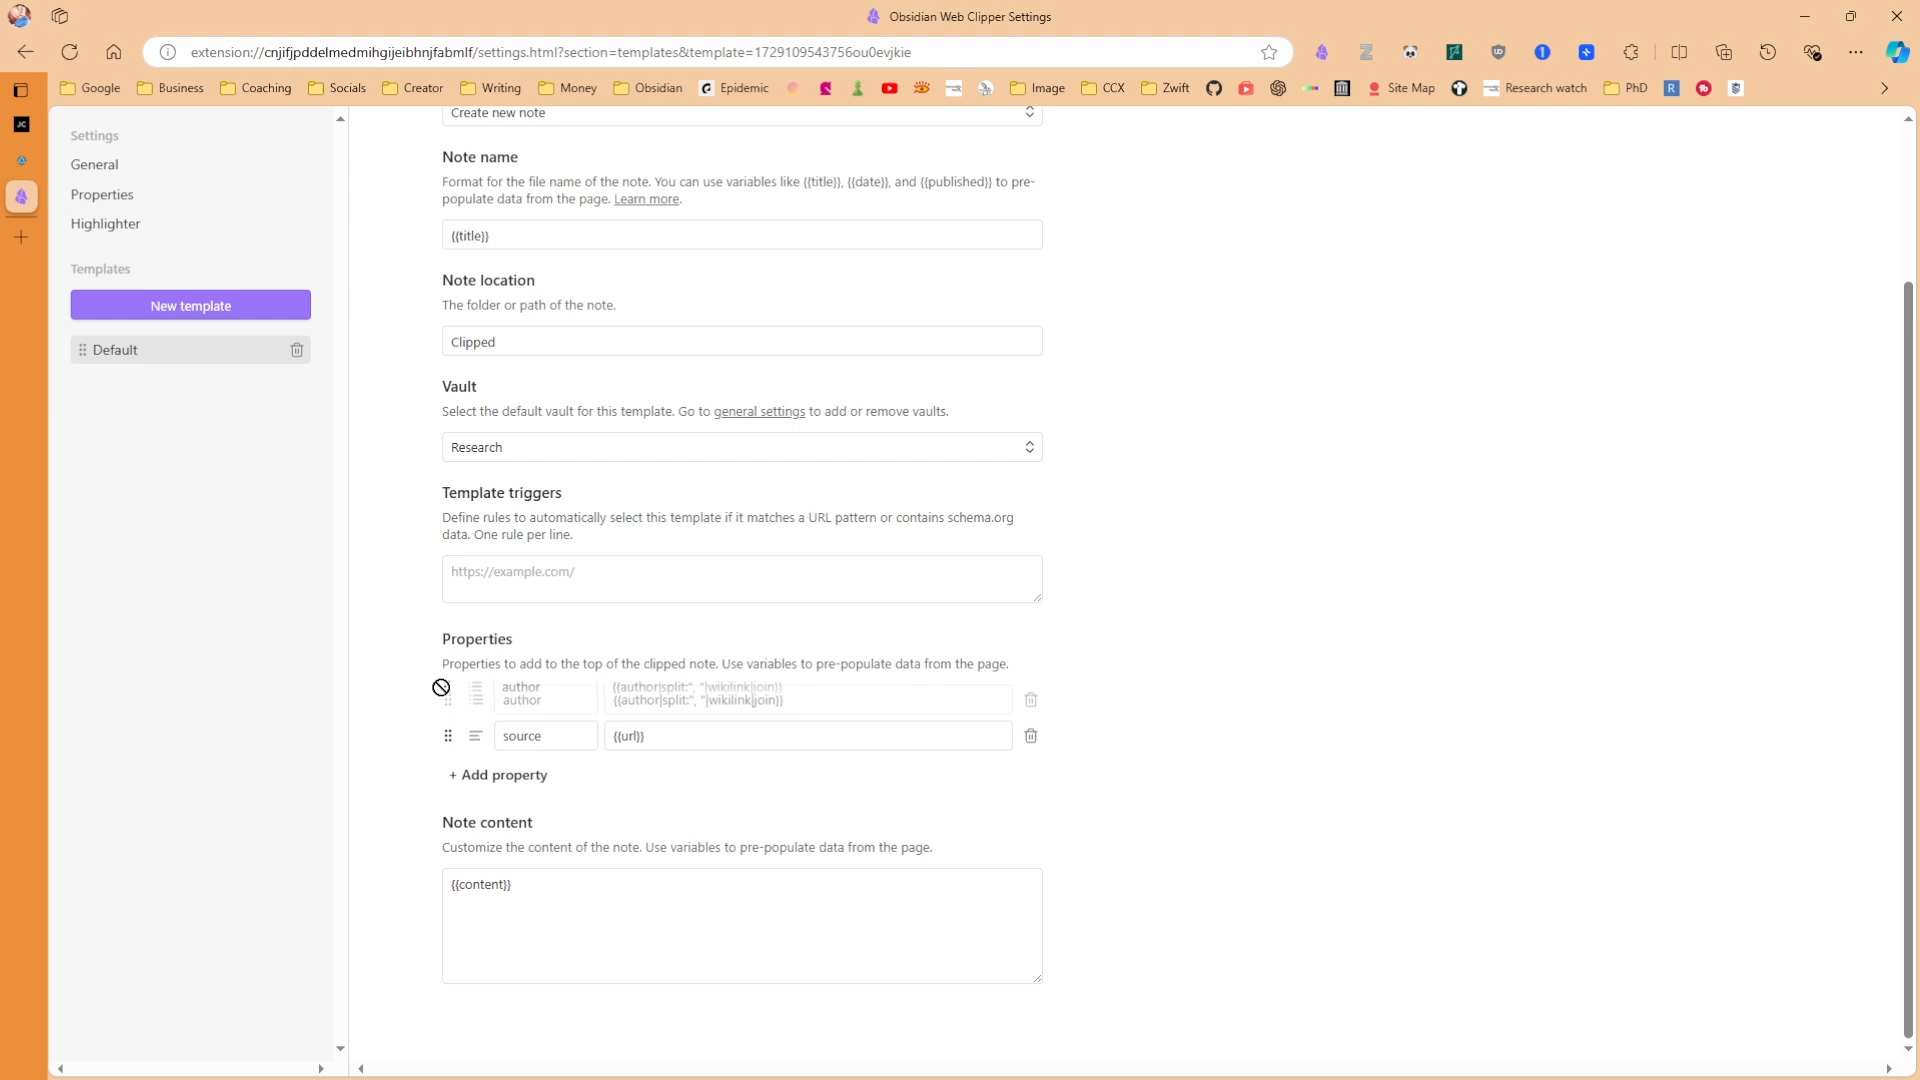 Obsidian Web Clipper Settings
extension://cnjifjpddelmedmihgijeibhnjfabmlf/settings.html?section=templates&template=1729109543756ou0evjkie
Google Business Coaching Socials Creator Writing Money Obsidian Epidemic Image CCX Zwift Site Map Research watch PhD
Settings
General
Properties
Highlighter
Templates
New template
Default
Create new note
Note name
Format for the file name of the note. You can use variables like {{title}}, {{date}}, and {{published}} to pre-
populate data from the page. Learn more.
{{title}}
Note location
The folder or path of the note.
Clipped
Vault
Select the default vault for this template. Go to general settings to add or remove vaults.
Research
Template triggers
Define rules to automatically select this template if it matches a URL pattern or contains schema.org
data. One rule per line.
https://example.com/
Properties
Properties to add to the top of the clipped note. Use variables to pre-populate data from the page.
author {{author|split:", "|wikilink|join}}
author {{author|split:", "|wikilink|join}}
source {{url}}
+ Add property
Note content
Customize the content of the note. Use variables to pre-populate data from the page.
{{content}}